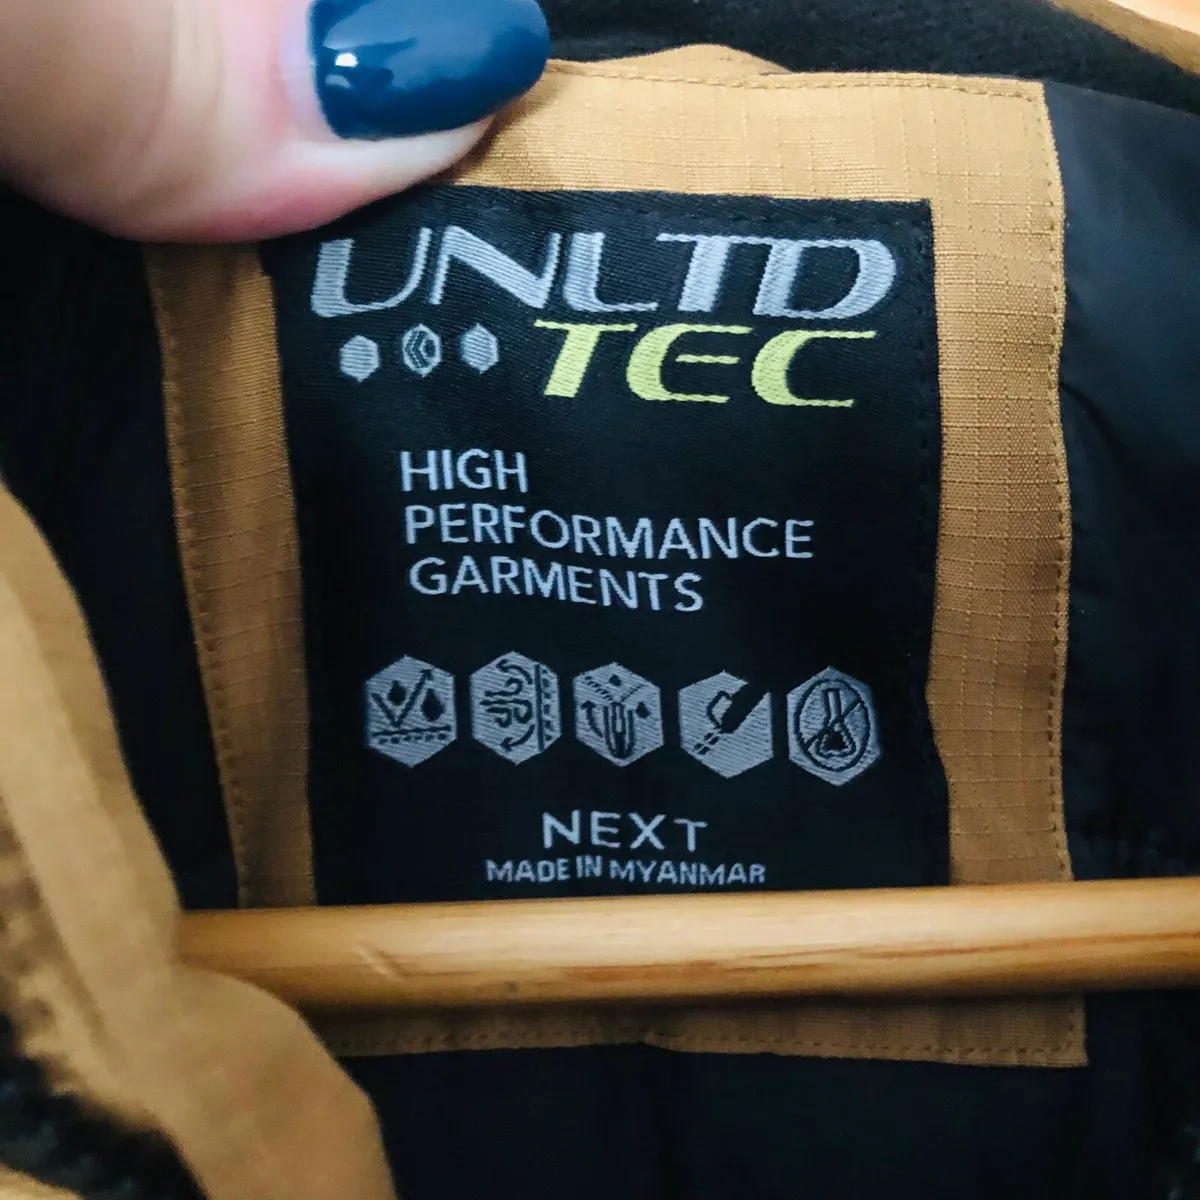 UNLTD
TEC
HIGH
PERFORMANCE
GARMENTS
NEXT
MADE IN MYANMAR